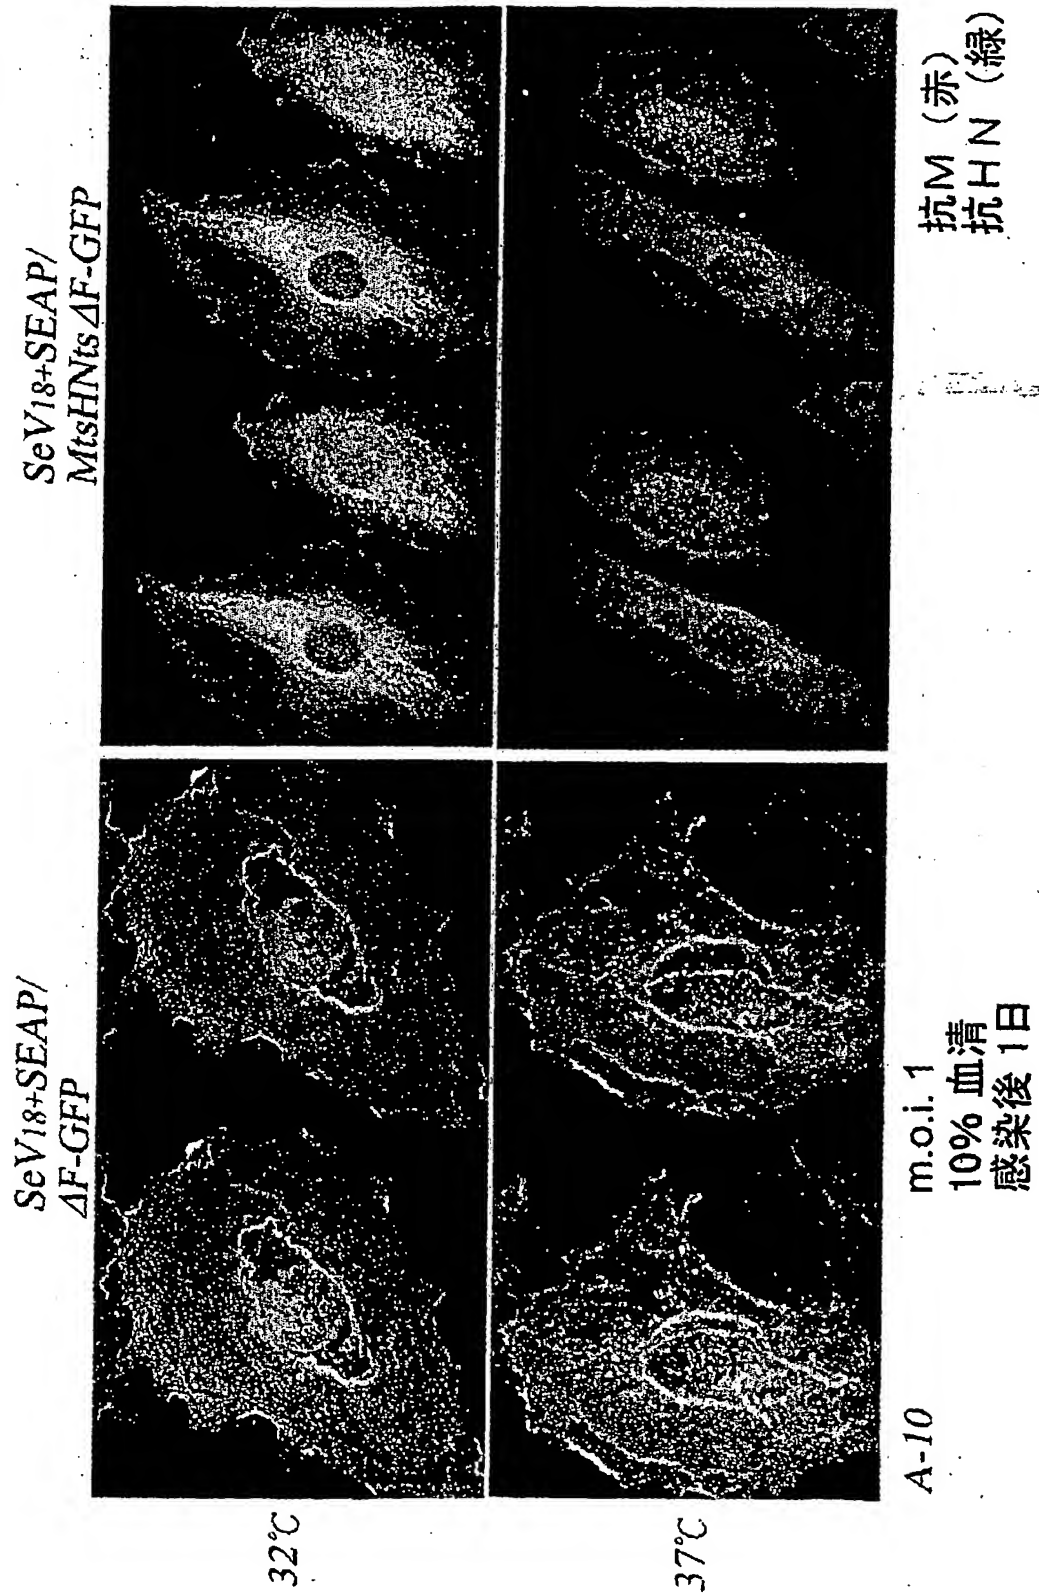 SeV18+SEAP/
ΔF-GFP
SeV18+SEAP/
MtsHNtsΔF-GFP
32℃
37℃
A-10
m.o.i. 1
10% 血清
感染後 1日
抗M (赤)
抗HN (緑)